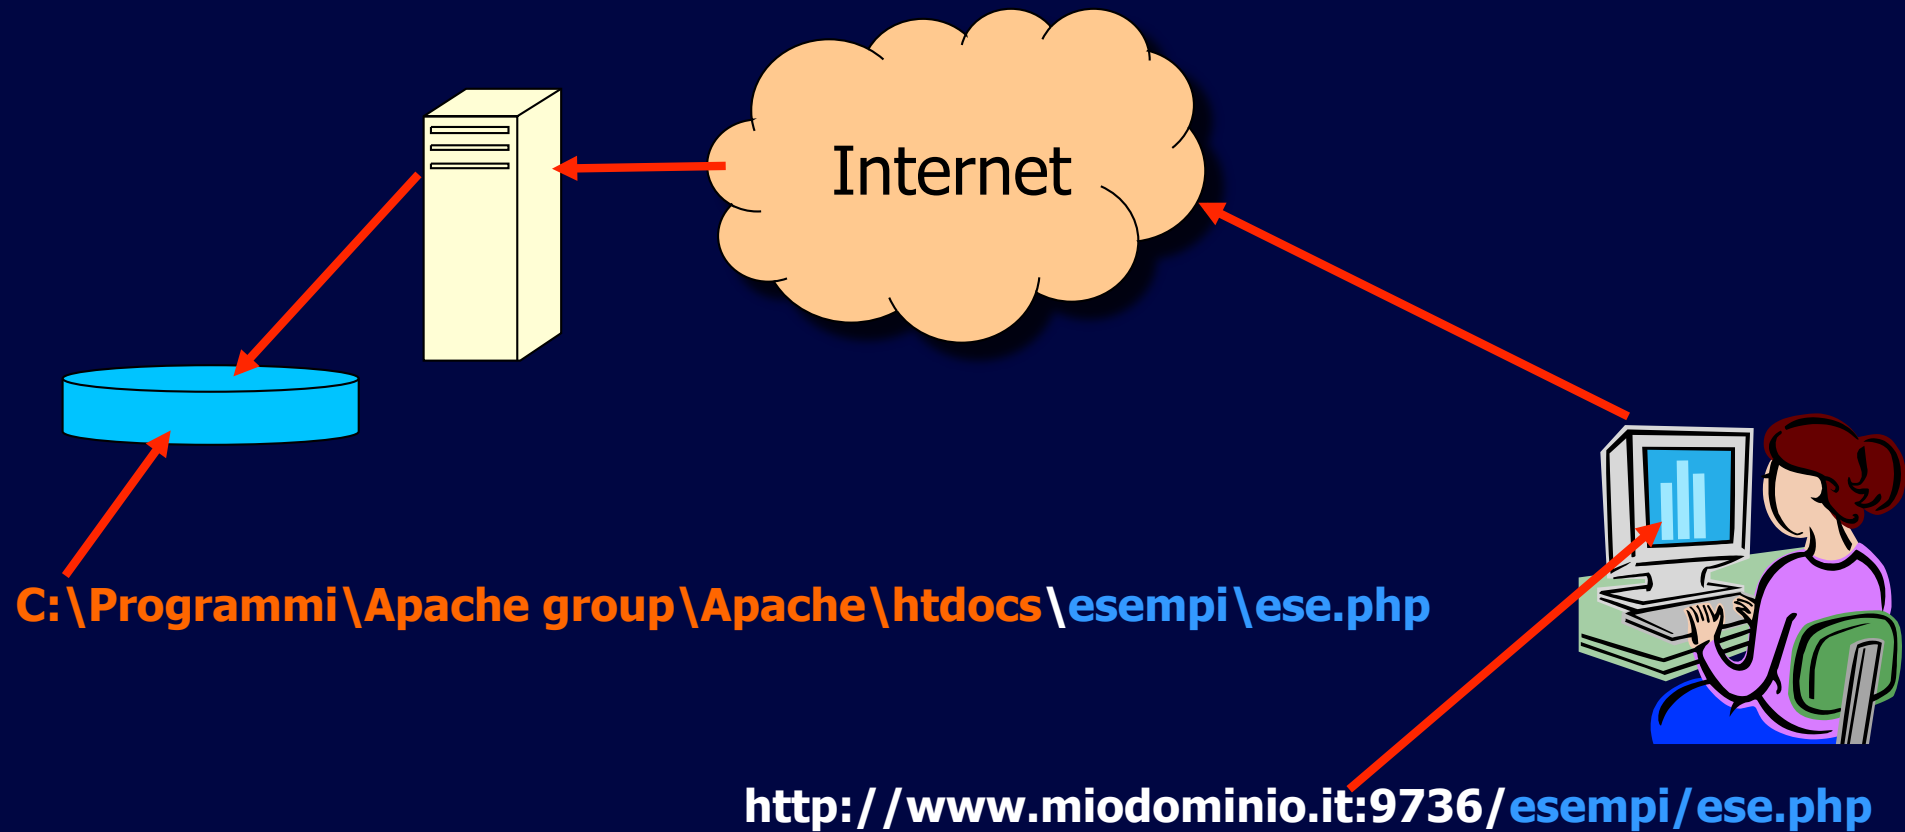 Internet
C:\Programmi\Apache group\Apache\htdocs\esempi\ese.php
http://www.miodominio.it:9736/esempi/ese.php